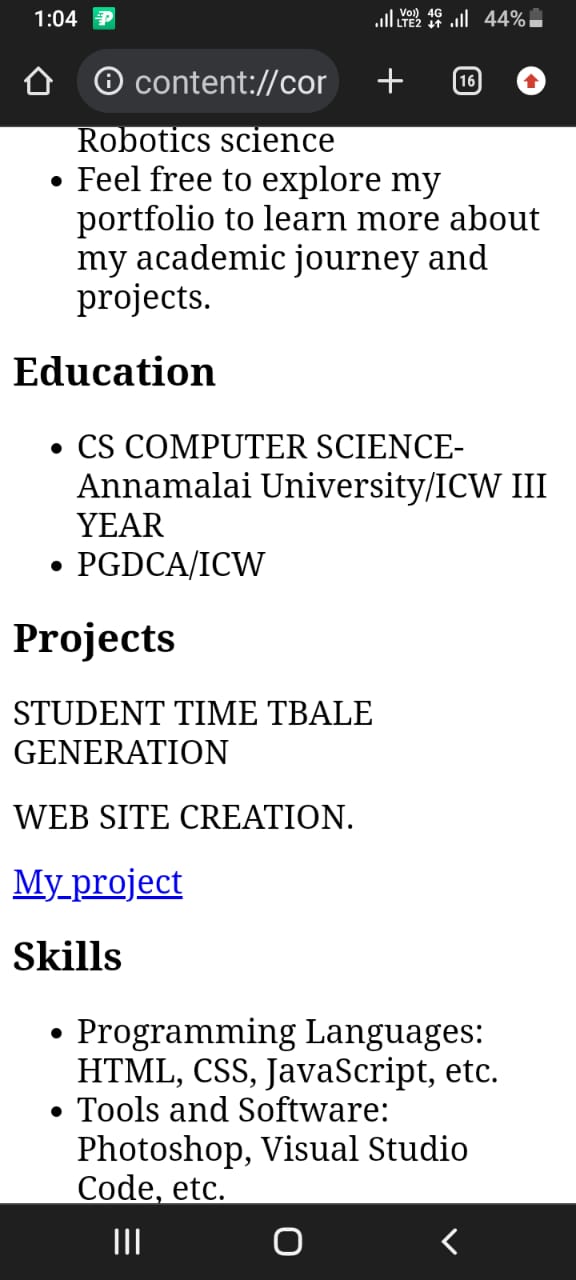 1:04
Vo)) 4G
LTE2 44%
content://cor
16
Robotics science
Feel free to explore my
portfolio to learn more about
my academic journey and
projects.
Education
CS COMPUTER SCIENCE-
Annamalai University/ICW III
YEAR
PGDCA/ICW
Projects
STUDENT TIME TBALE
GENERATION
WEB SITE CREATION.
My project
Skills
Programming Languages:
HTML, CSS, JavaScript, etc.
Tools and Software:
Photoshop, Visual Studio
Code, etc.